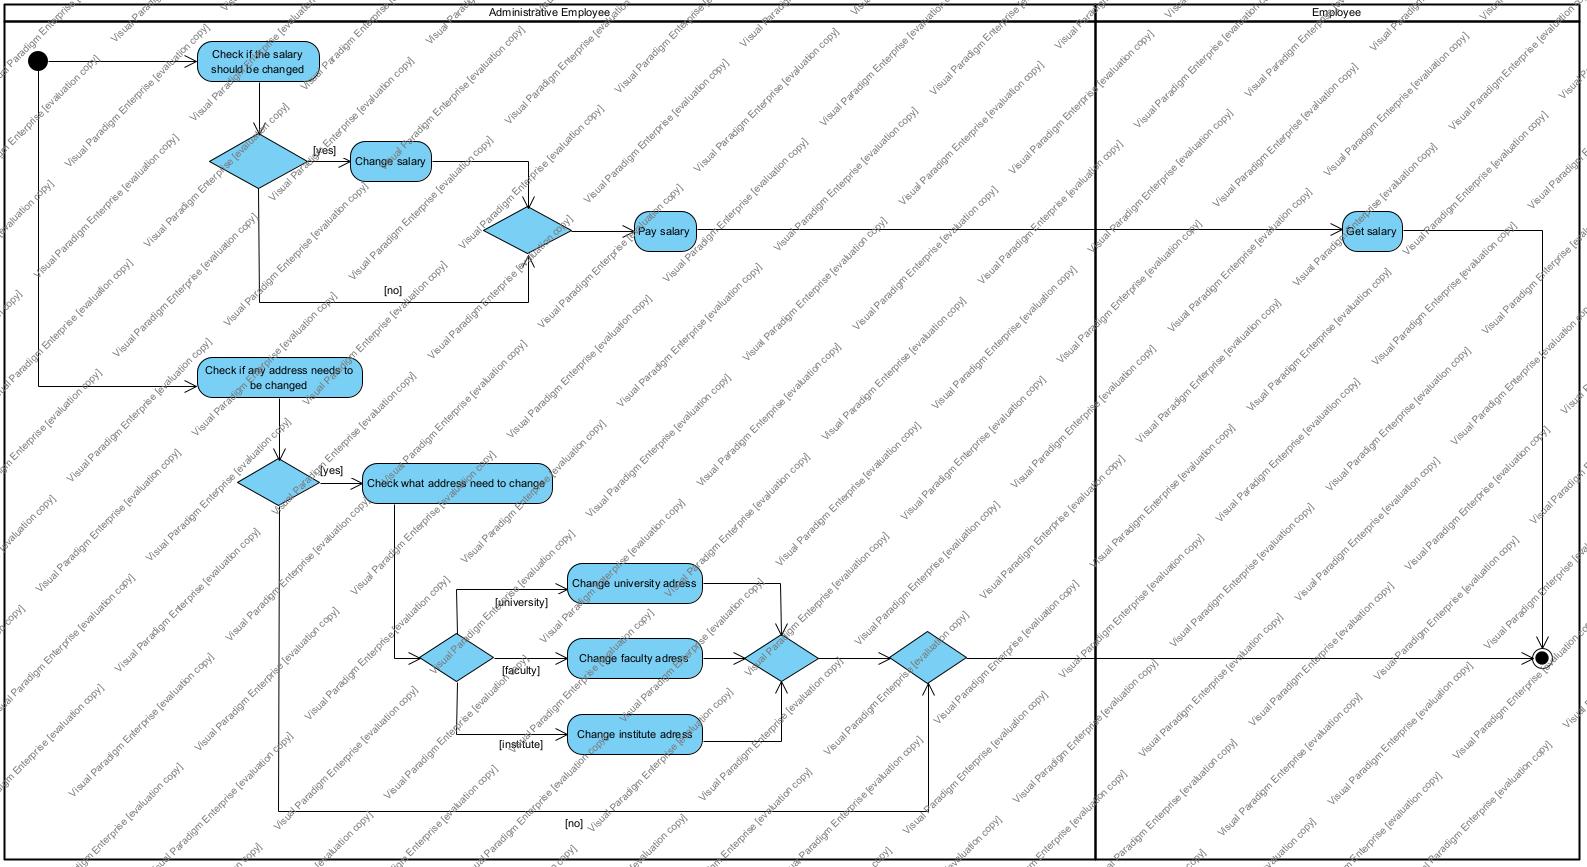 Administrative Employee
Employee
Check if the salary
should be changed
[yes]
Change salary
Pay salary
Get salary
[no]
Check if any address needs to
be changed
[yes]
Check what address need to change
Change university adress
[university]
Change faculty adress
[faculty]
Change institute adress
[institute]
[no]
Visual Paradigm Enterprise [evaluation copy]